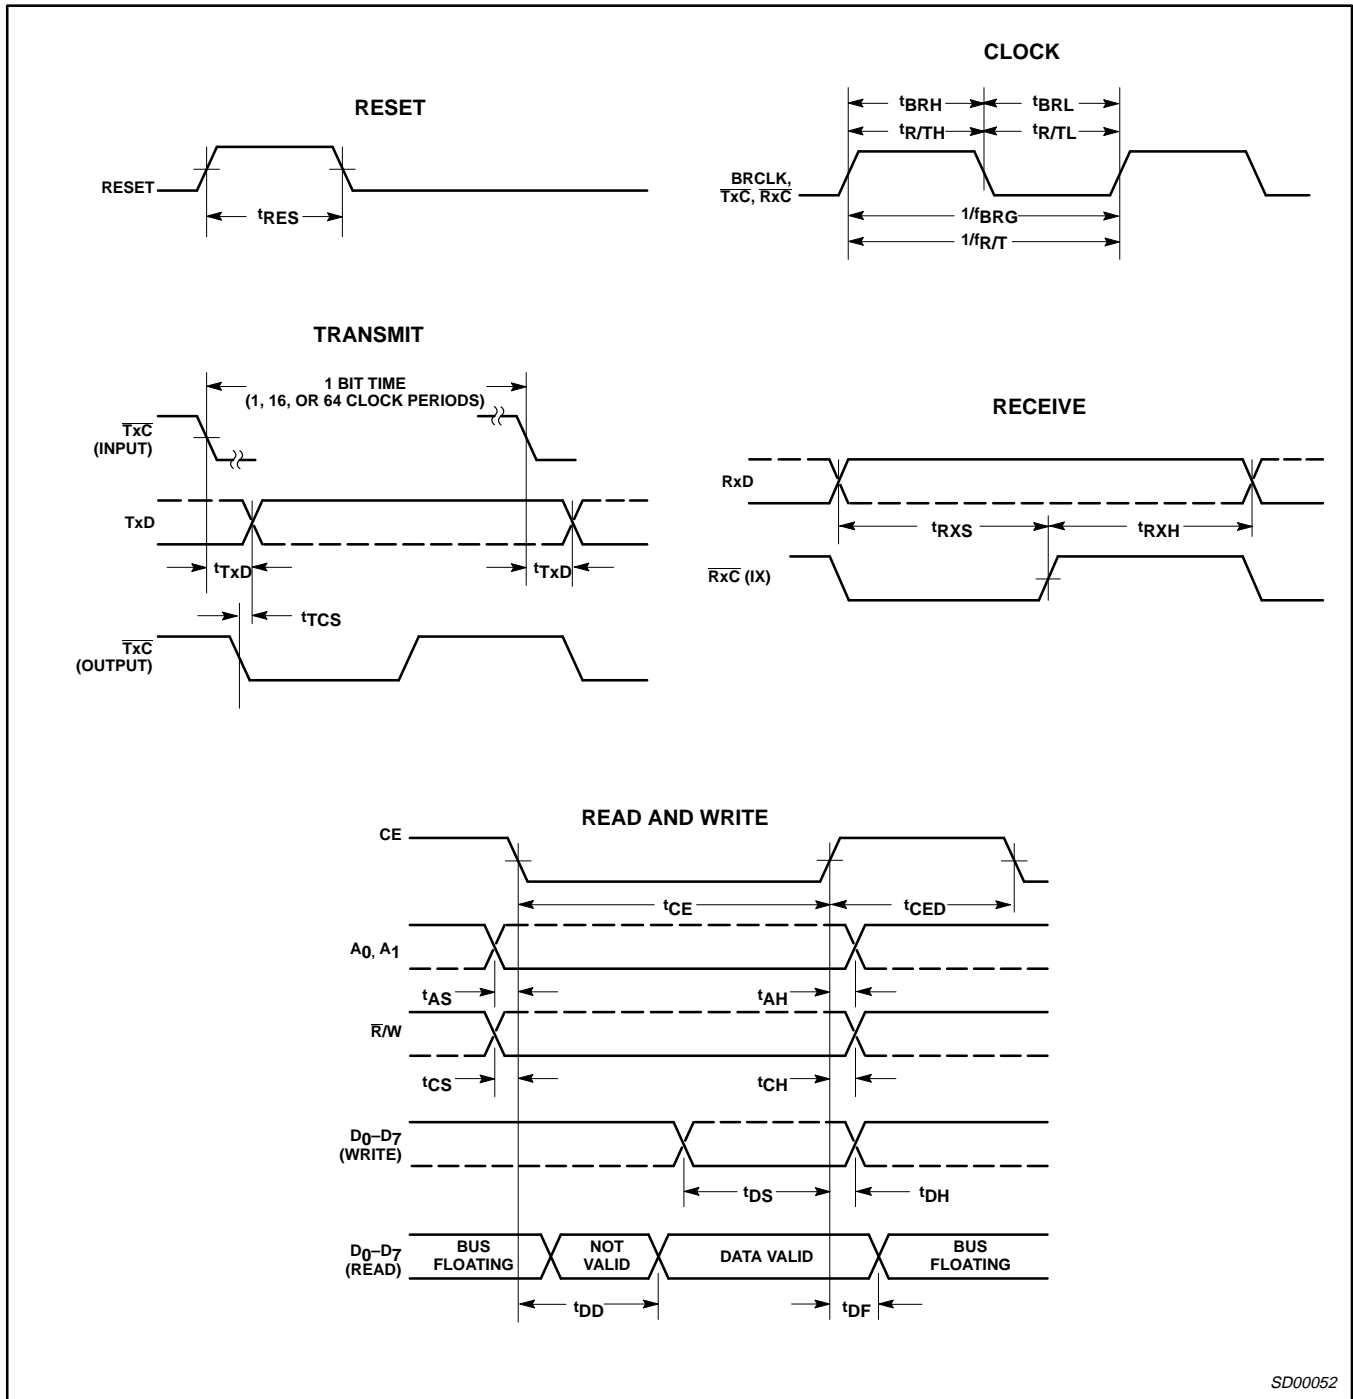 RESET
RESET
tRES
CLOCK
tBRH
tBRL
tR/TH
tR/TL
BRCLK,
TxC, RxC
1/fBRG
1/fR/T
TRANSMIT
1 BIT TIME
(1, 16, OR 64 CLOCK PERIODS)
TxC
(INPUT)
TxD
tTxD
tTxD
tTCS
TxC
(OUTPUT)
RECEIVE
RxD
tRXS
tRXH
RxC (IX)
READ AND WRITE
CE
tCE
tCED
A0, A1
tAS
tAH
R/W
tCS
tCH
D0–D7
(WRITE)
tDS
tDH
D0–D7
(READ)
BUS
FLOATING
NOT
VALID
DATA VALID
BUS
FLOATING
tDD
tDF
SD00052